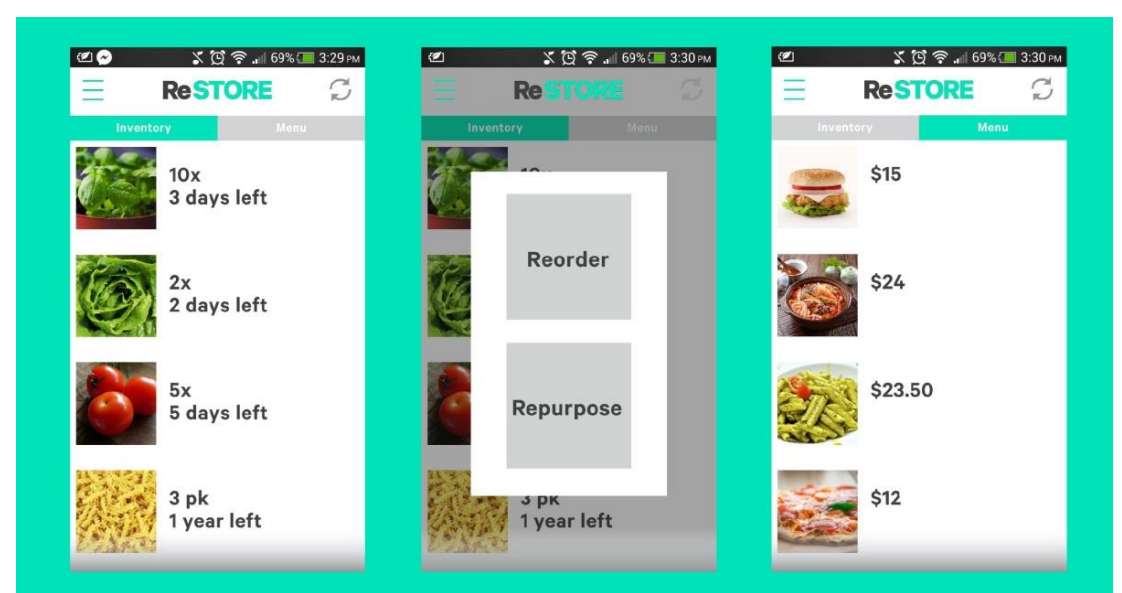 69% 3:29 PM
ReSTORE
Inventory Menu
10x
3 days left
2x
2 days left
5x
5 days left
3 pk
1 year left
69% 3:30 PM
ReSTORE
Inventory Menu
Reorder
Repurpose
3 pk
1 year left
69% 3:30 PM
ReSTORE
Inventory Menu
$15
$24
$23.50
$12